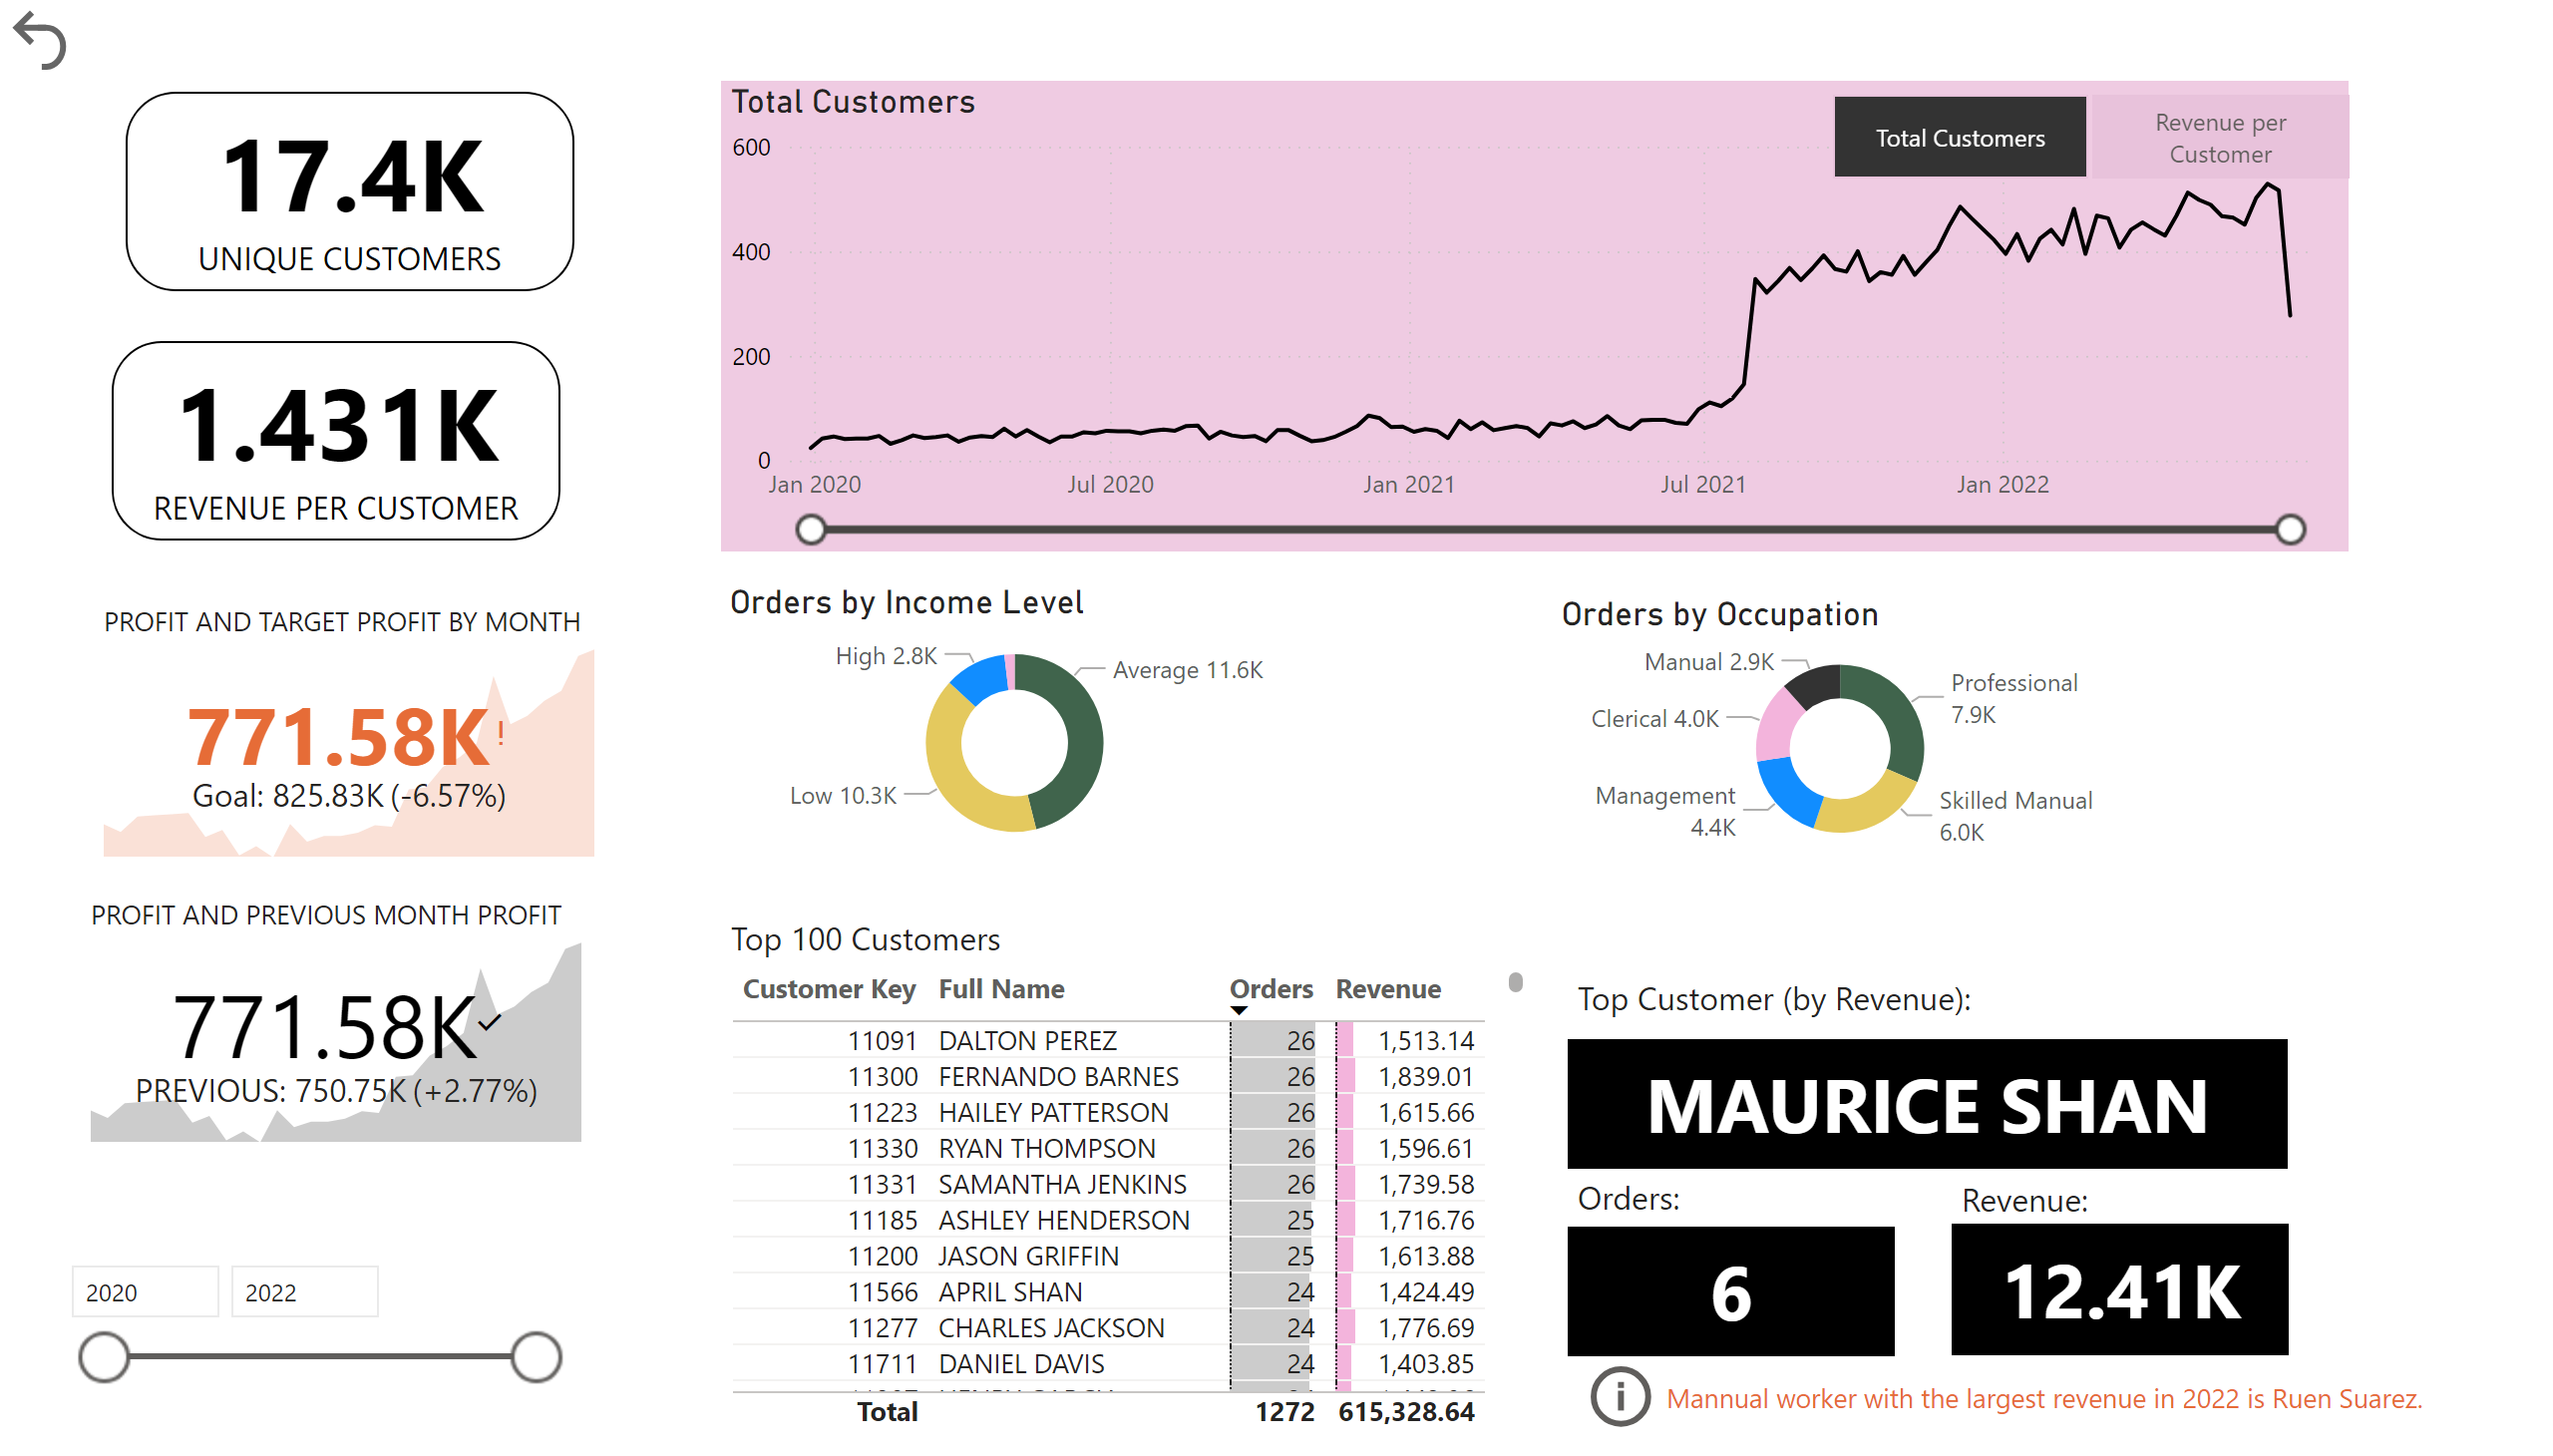 17.4K
UNIQUE CUSTOMERS
1.431K
REVENUE PER CUSTOMER
PROFIT AND TARGET PROFIT BY MONTH
771.58K !
Goal: 825.83K (-6.57%)
PROFIT AND PREVIOUS MONTH PROFIT
771.58K
PREVIOUS: 750.75K (+2.77%)
2020 2022
Total Customers
Total Customers
Revenue per
Customer
600
400
200
0
Jan 2020 Jul 2020 Jan 2021 Jul 2021 Jan 2022
Orders by Income Level
High 2.8K
Average 11.6K
Low 10.3K
Orders by Occupation
Manual 2.9K
Professional
7.9K
Clerical 4.0K
Management
4.4K
Skilled Manual
6.0K
Top 100 Customers
Customer Key Full Name Orders Revenue
11091 DALTON PEREZ 26 1,513.14
11300 FERNANDO BARNES 26 1,839.01
11223 HAILEY PATTERSON 26 1,615.66
11330 RYAN THOMPSON 26 1,596.61
11331 SAMANTHA JENKINS 26 1,739.58
11185 ASHLEY HENDERSON 25 1,716.76
11200 JASON GRIFFIN 25 1,613.88
11566 APRIL SHAN 24 1,424.49
11277 CHARLES JACKSON 24 1,776.69
11711 DANIEL DAVIS 24 1,403.85
Total 1272 615,328.64
Top Customer (by Revenue):
MAURICE SHAN
Orders: Revenue:
6 12.41K
Mannual worker with the largest revenue in 2022 is Ruen Suarez.